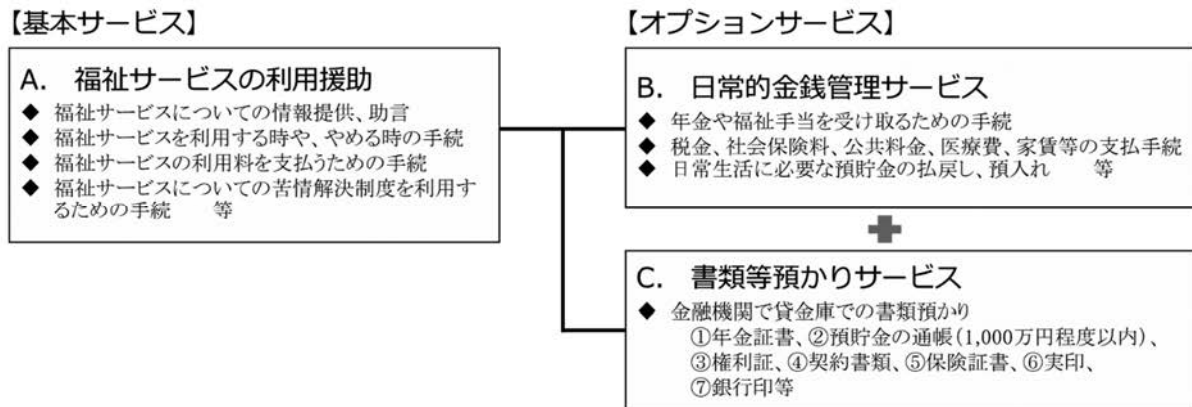 【基本サービス】
A. 福祉サービスの利用援助
◆ 福祉サービスについての情報提供、助言
◆ 福祉サービスを利用する時や、やめる時の手続
◆ 福祉サービスの利用料を支払うための手続
◆ 福祉サービスについての苦情解決制度を利用す
るための手続　　等
【オプションサービス】
B. 日常的金銭管理サービス
◆ 年金や福祉手当を受け取るための手続
◆ 税金、社会保険料、公共料金、医療費、家賃等の支払手続
◆ 日常生活に必要な預貯金の払戻し、預入れ　　等
C. 書類等預かりサービス
◆ 金融機関で貸金庫での書類預かり
①年金証書、②預貯金の通帳(1,000万円程度以内)、
③権利証、④契約書類、⑤保険証書、⑥実印、
⑦銀行印等